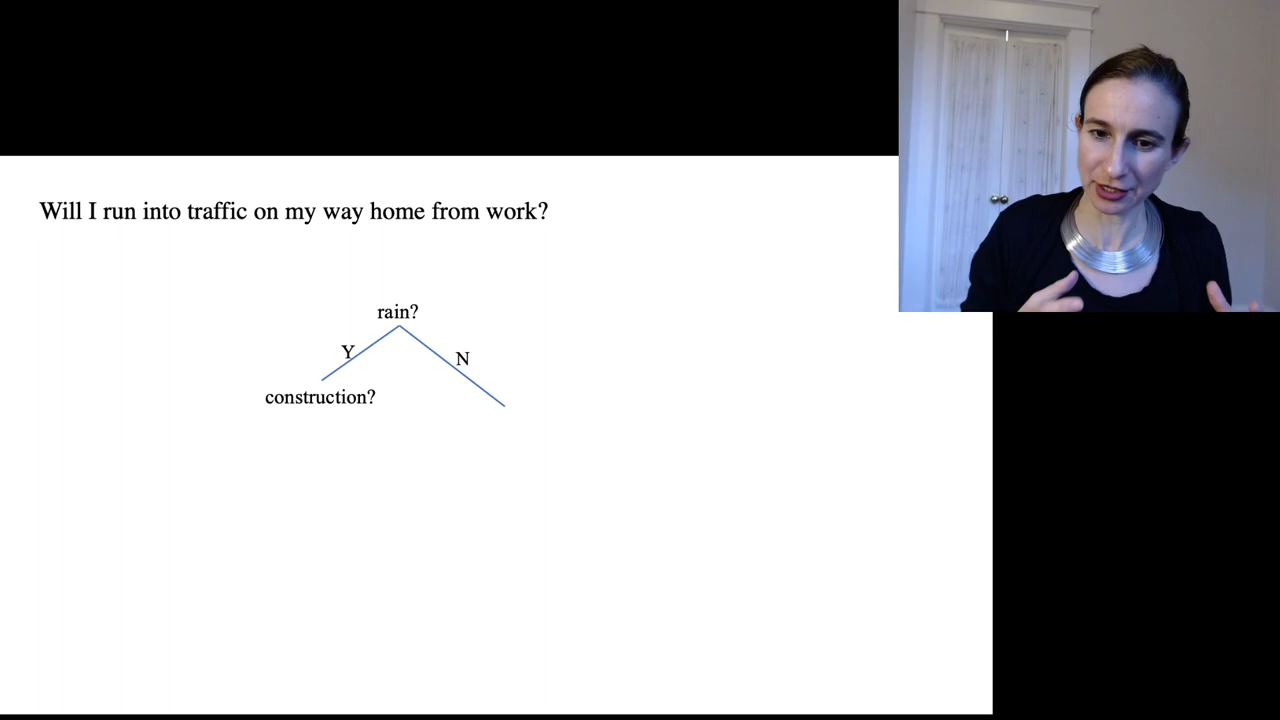 Will I run into traffic on my way home from work?
rain?
Y
N
construction?